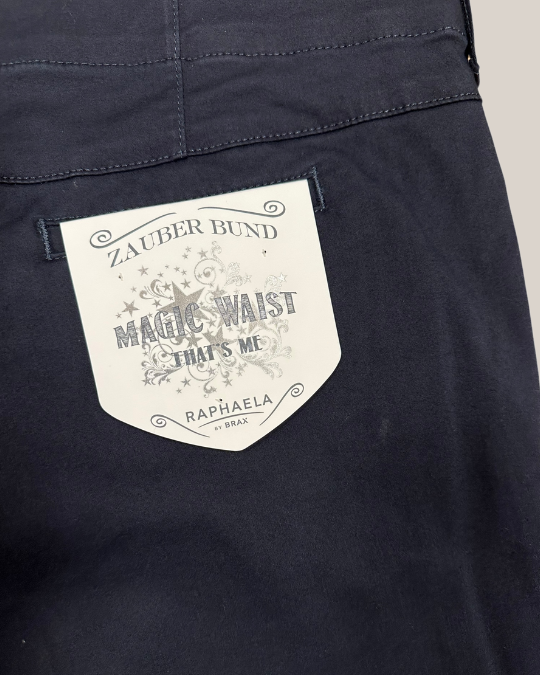 ZAUBER BUND
MAGIC WAIST
THAT'S ME
RAPHAELA
BY BRAX